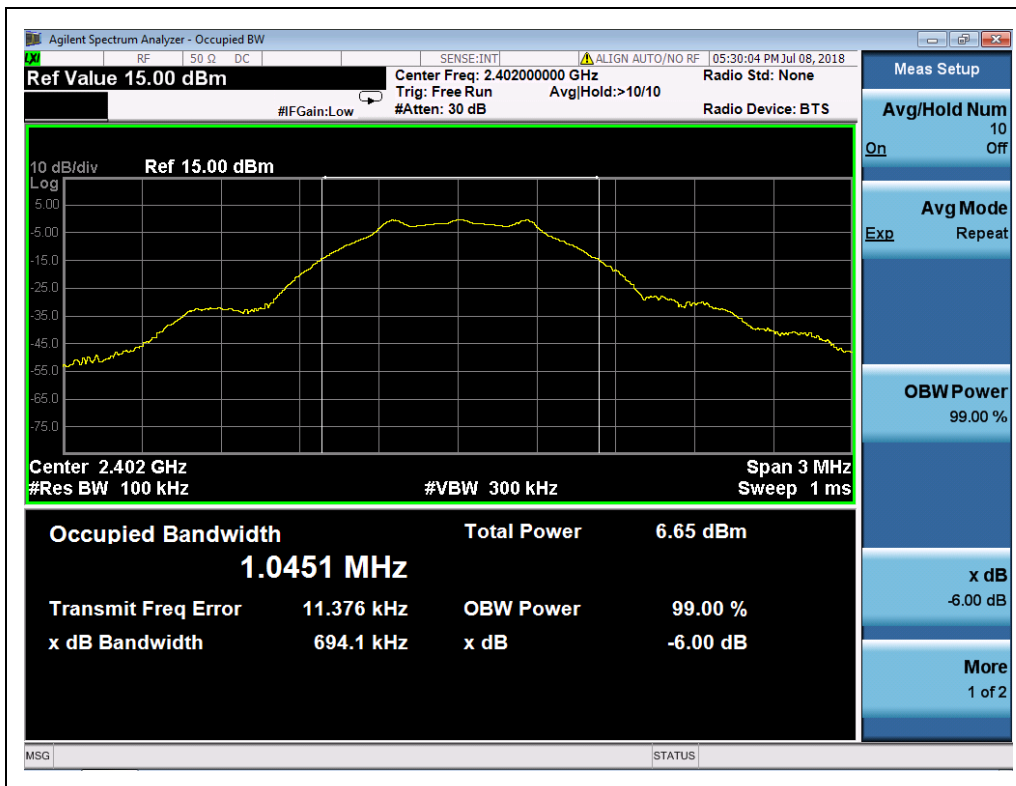 Agilent Spectrum Analyzer - Occupied BW
LXI RF 50 Ω DC SENSE:INT ALIGN AUTO/NO RF 05:30:04 PM Jul 08, 2018
Ref Value 15.00 dBm
Center Freq: 2.402000000 GHz Radio Std: None
Trig: Free Run Avg|Hold:>10/10
#IFGain:Low #Atten: 30 dB Radio Device: BTS
10 dB/div Ref 15.00 dBm
Log
5.00
-5.00
-15.0
-25.0
-35.0
-45.0
-55.0
-65.0
-75.0
Center 2.402 GHz Span 3 MHz
#Res BW 100 kHz #VBW 300 kHz Sweep 1 ms
Occupied Bandwidth Total Power 6.65 dBm
1.0451 MHz
Transmit Freq Error 11.376 kHz OBW Power 99.00 %
x dB Bandwidth 694.1 kHz x dB -6.00 dB
MSG STATUS
Meas Setup
Avg/Hold Num
10
On Off
Avg Mode
Exp Repeat
OBW Power
99.00 %
x dB
-6.00 dB
More
1 of 2